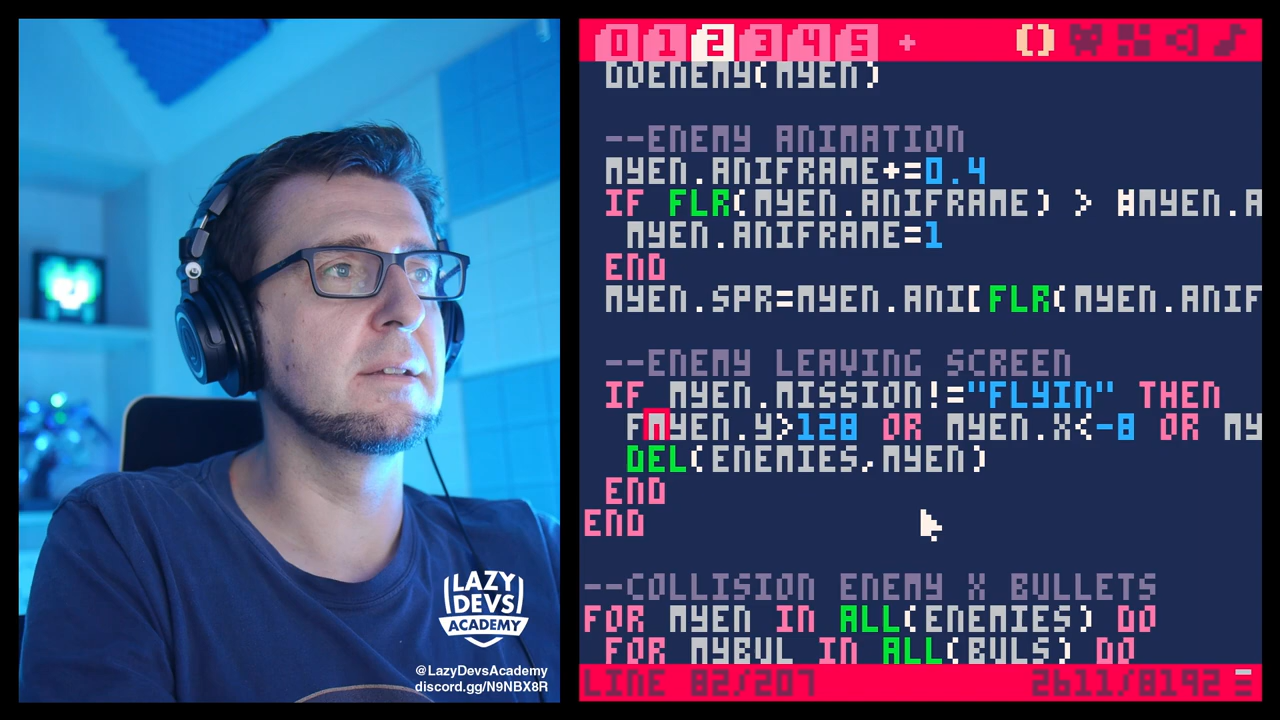 LAZY
DEVS
ACADEMY
@LazyDevsAcademy
discord.gg/N9NBX8R
0 1 2 3 4 5 +
DOENEMY(MYEN)
--ENEMY ANIMATION
MYEN.ANIFRAME+=0.4
IF FLR(MYEN.ANIFRAME) > #MYEN.A
MYEN.ANIFRAME=1
END
MYEN.SPR=MYEN.ANI[FLR(MYEN.ANIF
--ENEMY LEAVING SCREEN
IF MYEN.MISSION!="FLYIN" THEN
FMYEN.Y>128 OR MYEN.X<-8 OR MY
DEL(ENEMIES,MYEN)
END
END
--COLLISION ENEMY X BULLETS
FOR MYEN IN ALL(ENEMIES) DO
FOR MYBUL IN ALL(BULS) DO
LINE 82/207
2611/8192